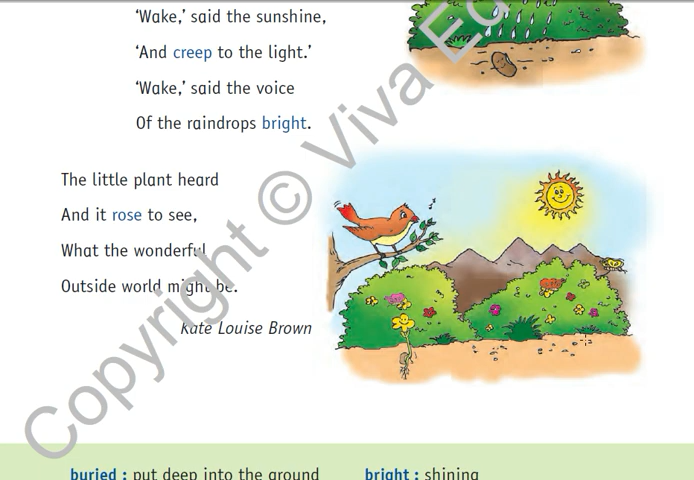 ‘Wake,’ said the sunshine,
‘And creep to the light.’
‘Wake,’ said the voice
Of the raindrops bright.
The little plant heard
And it rose to see,
What the wonderful
Outside world might be.
Kate Louise Brown
Copyright © Viva Ed
buried : put deep into the ground
bright : shining